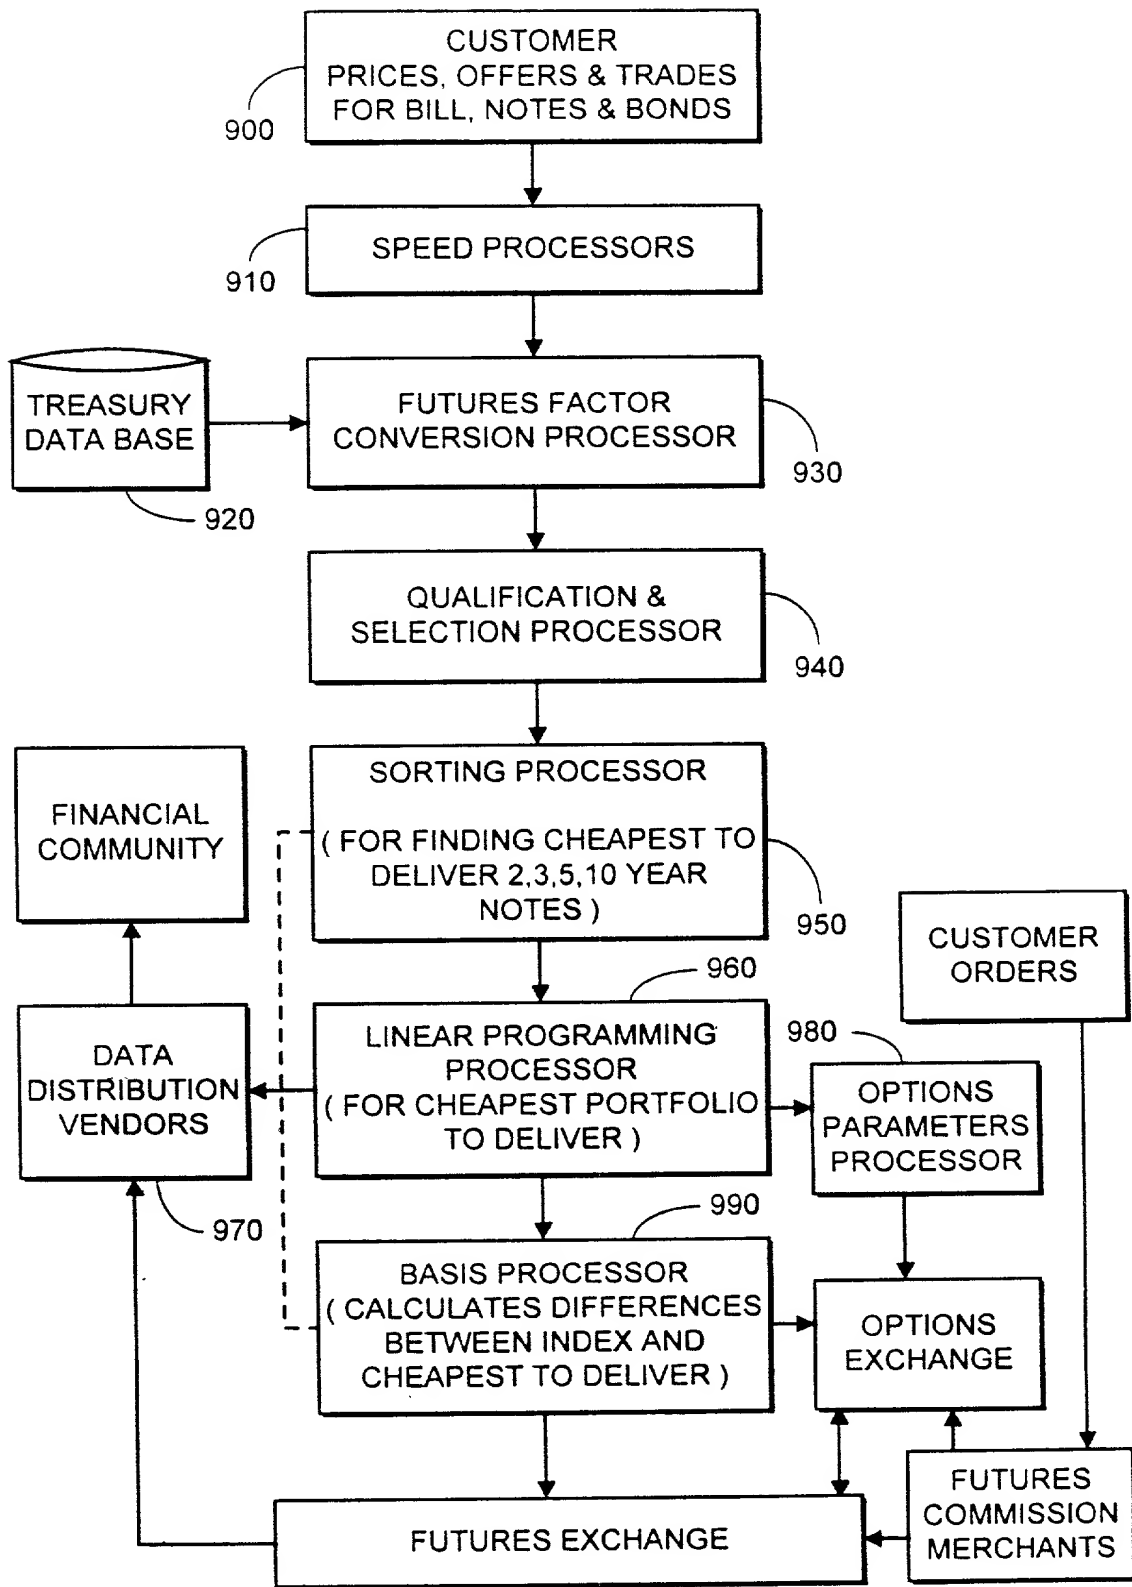 CUSTOMER
PRICES, OFFERS & TRADES
FOR BILL, NOTES & BONDS
900
SPEED PROCESSORS
910
TREASURY
DATA BASE
920
FUTURES FACTOR
CONVERSION PROCESSOR
930
QUALIFICATION &
SELECTION PROCESSOR
940
SORTING PROCESSOR
( FOR FINDING CHEAPEST TO
DELIVER 2,3,5,10 YEAR
NOTES )
950
FINANCIAL
COMMUNITY
CUSTOMER
ORDERS
960
LINEAR PROGRAMMING
PROCESSOR
( FOR CHEAPEST PORTFOLIO
TO DELIVER )
DATA
DISTRIBUTION
VENDORS
970
980
OPTIONS
PARAMETERS
PROCESSOR
990
BASIS PROCESSOR
( CALCULATES DIFFERENCES
BETWEEN INDEX AND
CHEAPEST TO DELIVER )
OPTIONS
EXCHANGE
FUTURES EXCHANGE
FUTURES
COMMISSION
MERCHANTS